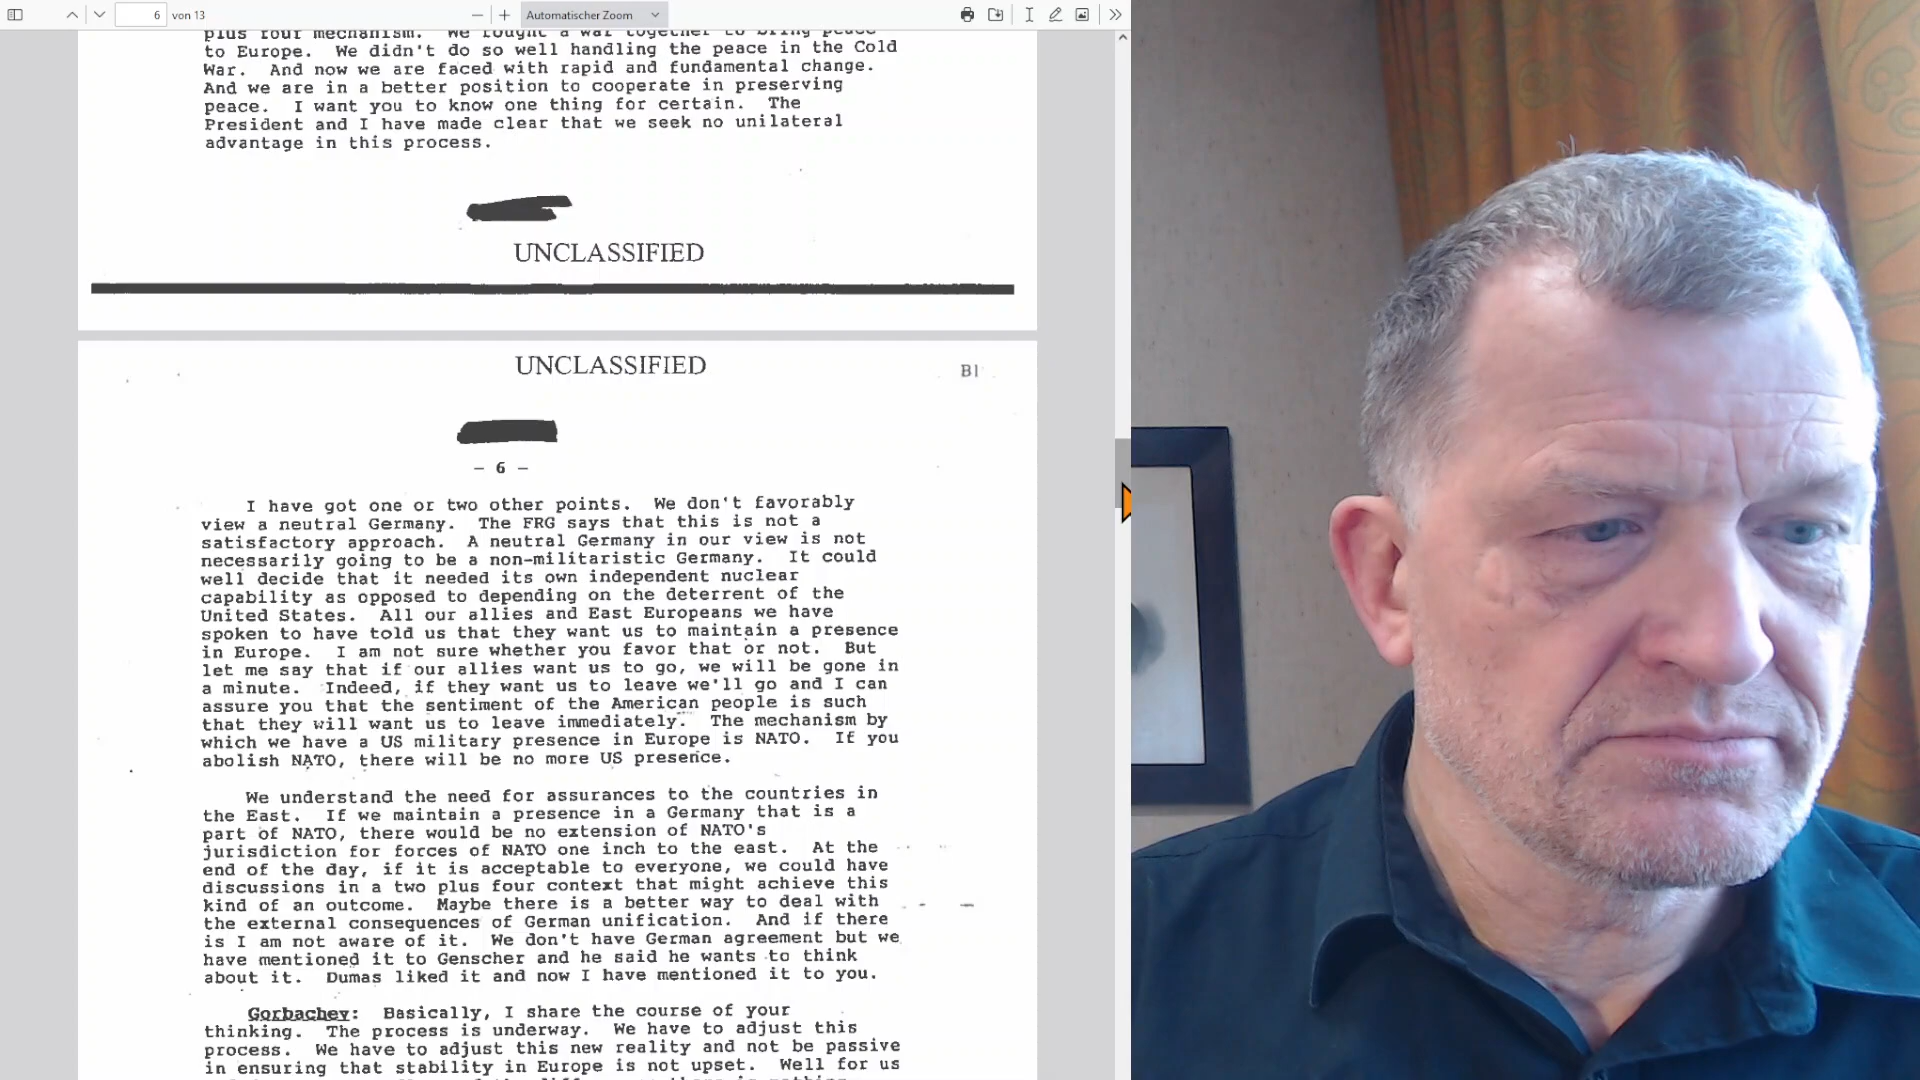 6 von 13 Automatischer Zoom
plus four mechanism. We fought a war together to bring peace
to Europe. We didn't do so well handling the peace in the Cold
War. And now we are faced with rapid and fundamental change.
And we are in a better position to cooperate in preserving
peace. I want you to know one thing for certain. The
President and I have made clear that we seek no unilateral
advantage in this process.
UNCLASSIFIED
UNCLASSIFIED
B1
- 6 -
I have got one or two other points. We don't favorably
view a neutral Germany. The FRG says that this is not a
satisfactory approach. A neutral Germany in our view is not
necessarily going to be a non-militaristic Germany. It could
well decide that it needed its own independent nuclear
capability as opposed to depending on the deterrent of the
United States. All our allies and East Europeans we have
spoken to have told us that they want us to maintain a presence
in Europe. I am not sure whether you favor that or not. But
let me say that if our allies want us to go, we will be gone in
a minute. Indeed, if they want us to leave we'll go and I can
assure you that the sentiment of the American people is such
that they will want us to leave immediately. The mechanism by
which we have a US military presence in Europe is NATO. If you
abolish NATO, there will be no more US presence.
We understand the need for assurances to the countries in
the East. If we maintain a presence in a Germany that is a
part of NATO, there would be no extension of NATO's
jurisdiction for forces of NATO one inch to the east. At the
end of the day, if it is acceptable to everyone, we could have
discussions in a two plus four context that might achieve this
kind of an outcome. Maybe there is a better way to deal with
the external consequences of German unification. And if there
is I am not aware of it. We don't have German agreement but we
have mentioned it to Genscher and he said he wants to think
about it. Dumas liked it and now I have mentioned it to you.
Gorbachev: Basically, I share the course of your
thinking. The process is underway. We have to adjust this
process. We have to adjust this new reality and not be passive
in ensuring that stability in Europe is not upset. Well for us